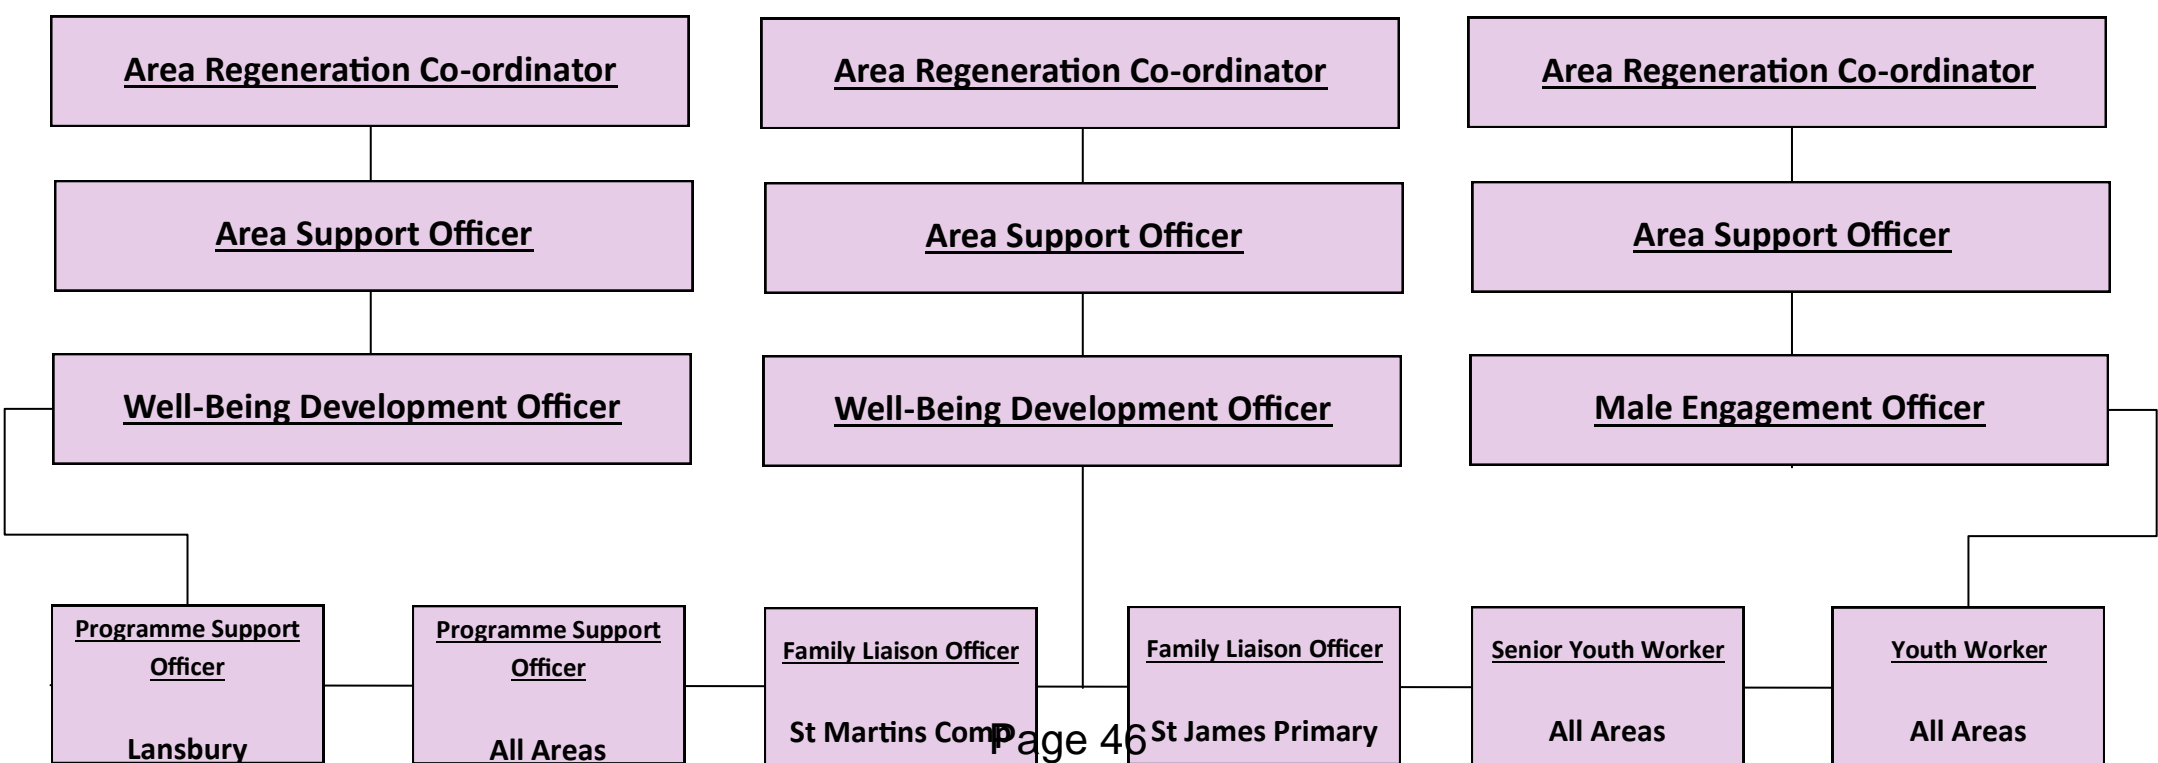 Area Regeneration Co-ordinator
Area Regeneration Co-ordinator
Area Regeneration Co-ordinator
Area Support Officer
Area Support Officer
Area Support Officer
Well-Being Development Officer
Well-Being Development Officer
Male Engagement Officer
Programme Support
Officer
Lansbury
Programme Support
Officer
All Areas
Family Liaison Officer
St Martins Comp
Family Liaison Officer
St James Primary
Senior Youth Worker
All Areas
Youth Worker
All Areas
Page 46